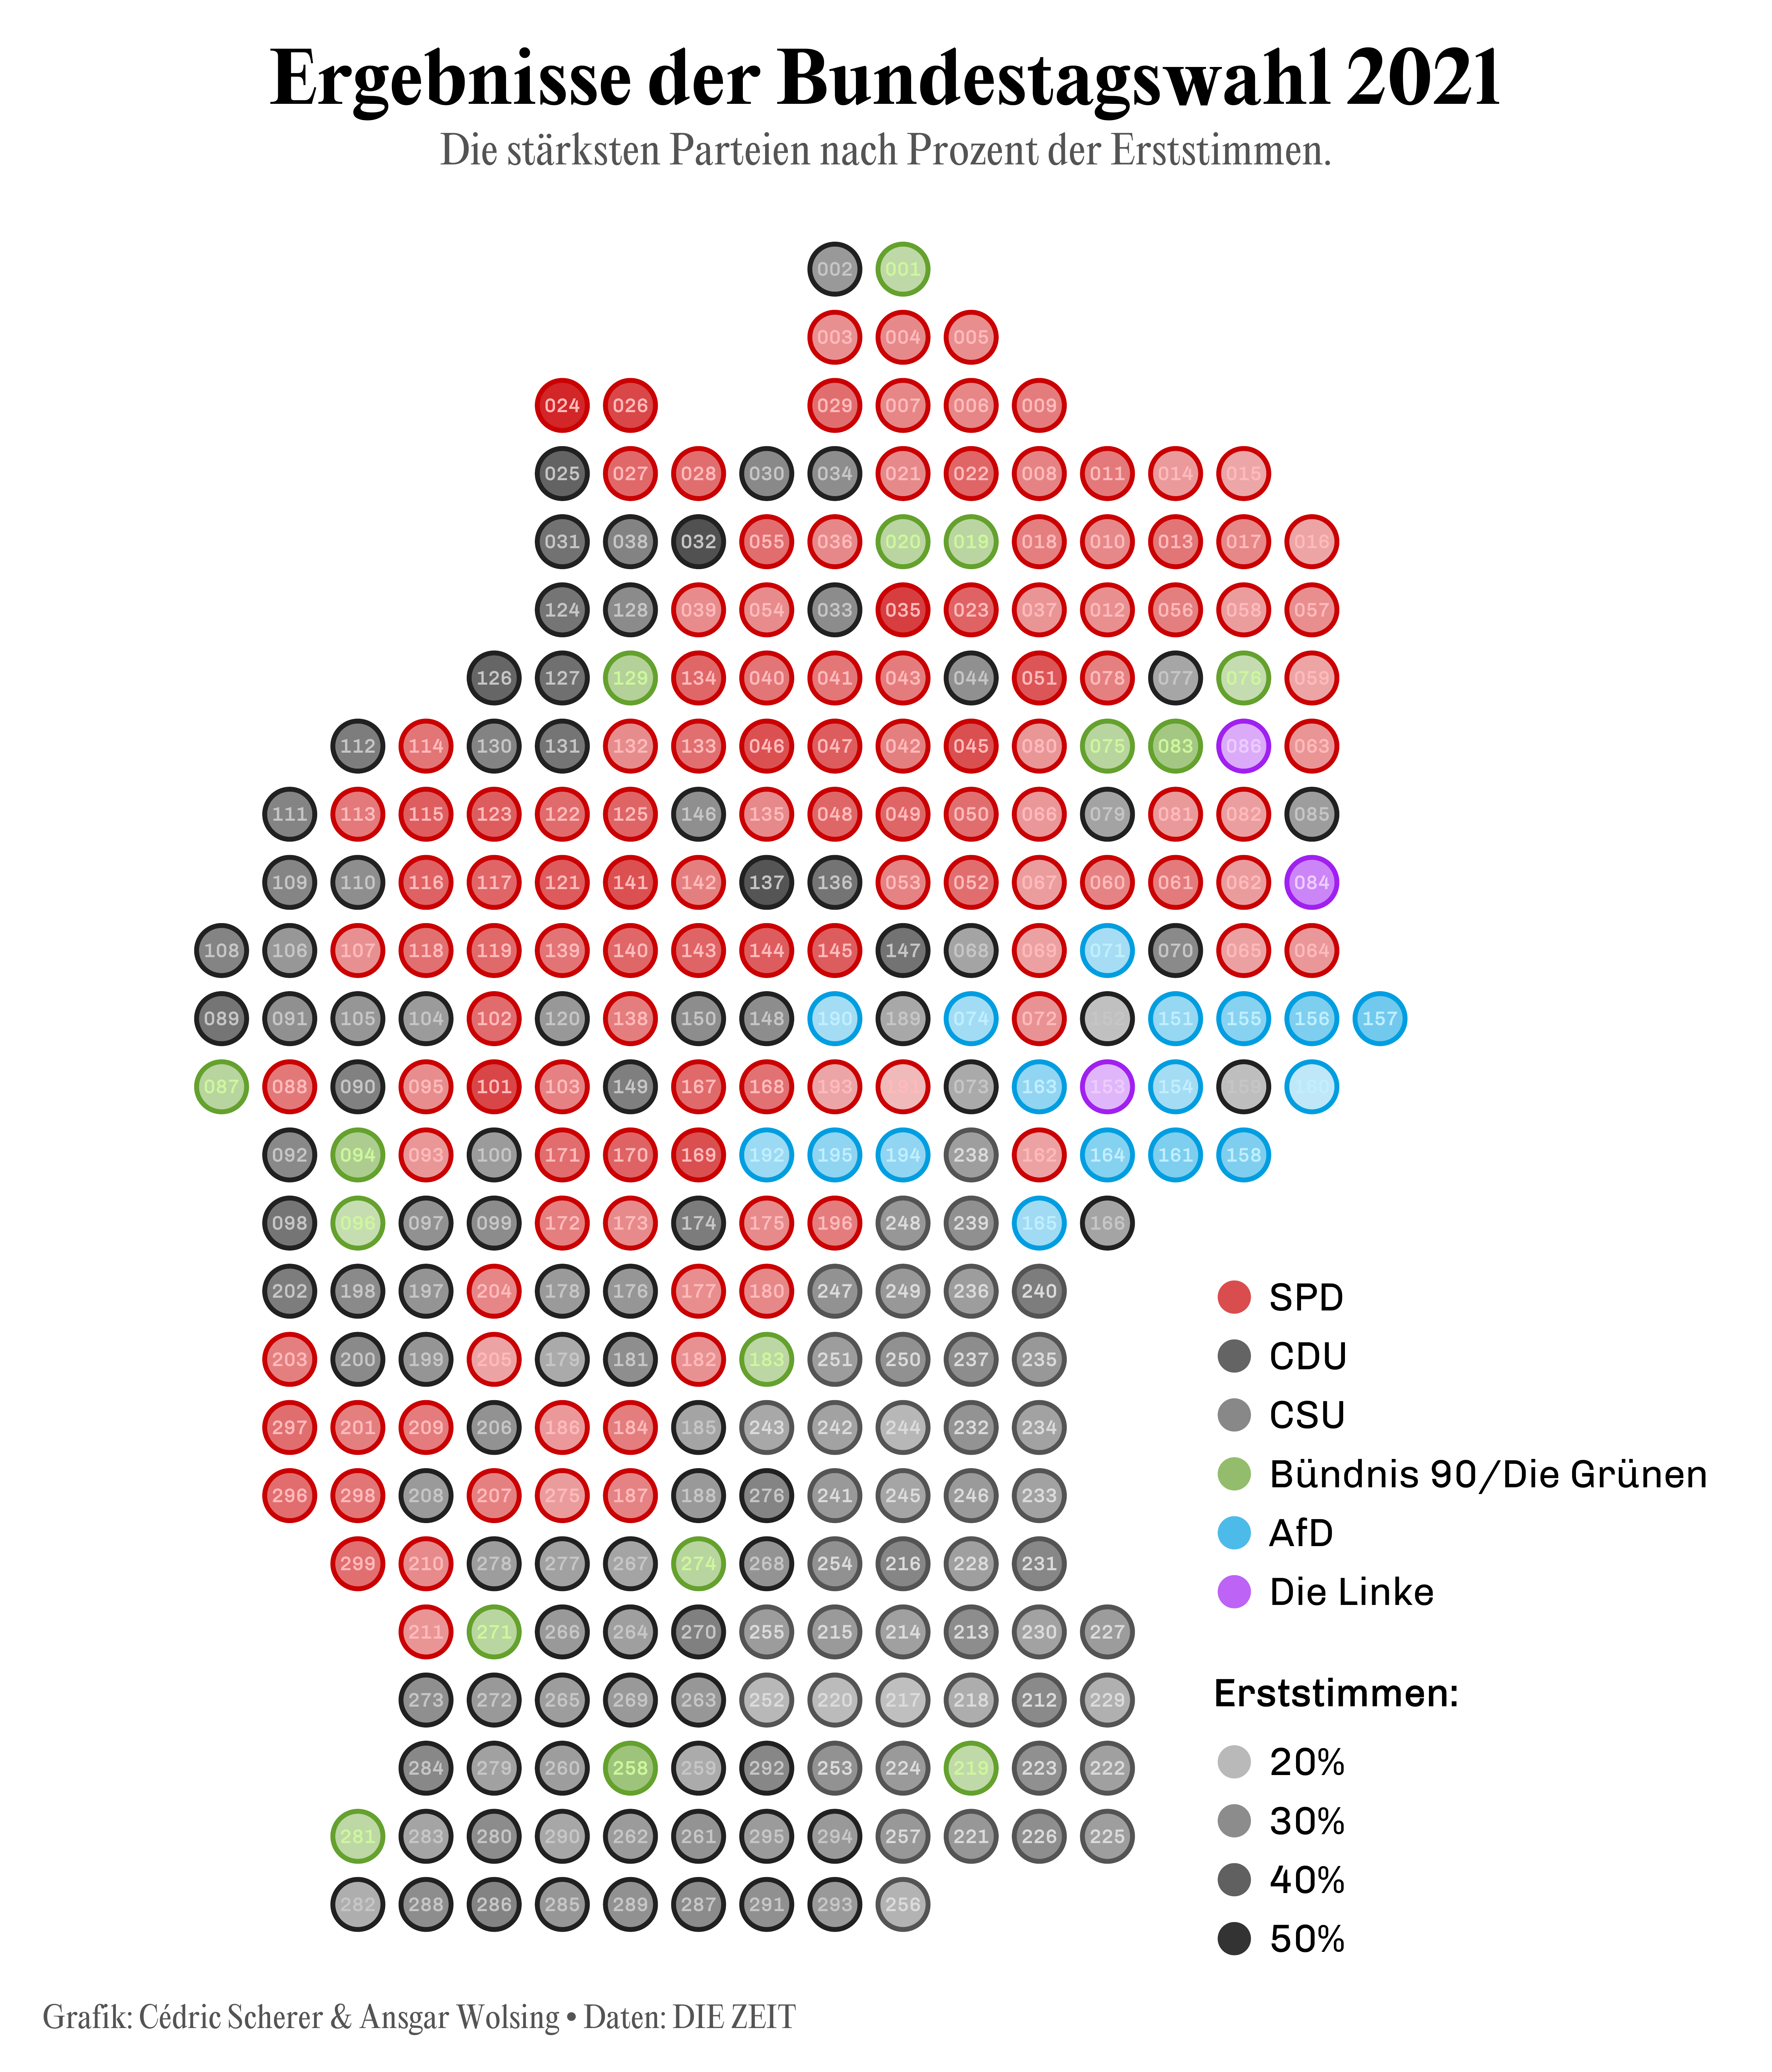 Ergebnisse der Bundestagswahl 2021
Die stärksten Parteien nach Prozent der Erststimmen.
002 001
003 004 005
024 026 029 007 006 009
025 027 028 030 034 021 022 008 011 014 015
031 038 032 055 036 020 019 018 010 013 017 016
124 128 039 054 033 035 023 037 012 056 058 057
126 127 129 134 040 041 043 044 051 078 077 076 059
112 114 130 131 132 133 046 047 042 045 080 075 083 086 063
111 113 115 123 122 125 146 135 048 049 050 066 079 081 082 085
109 110 116 117 121 141 142 137 136 053 052 067 060 061 062 084
108 106 107 118 119 139 140 143 144 145 147 068 069 071 070 065 064
089 091 105 104 102 120 138 150 148 190 189 074 072 151 155 156 157
087 088 090 095 101 103 149 167 168 193 073 163 153 154 159 160
092 094 093 100 171 170 169 192 195 194 238 162 164 161 158
098 096 097 099 172 173 174 175 196 248 239 165 166
202 198 197 204 178 176 177 180 247 249 236 240
203 200 199 205 179 181 182 183 251 250 237 235
297 201 209 206 186 184 185 243 242 244 232 234
296 298 208 207 275 187 188 276 241 245 246 233
299 210 278 277 267 274 268 254 216 228 231
211 271 266 264 270 255 215 214 213 230 227
273 272 265 269 263 252 220 217 218 212 229
284 279 260 258 259 292 253 224 219 223 222
281 283 280 290 262 261 295 294 257 221 226 225
282 288 286 285 289 287 291 293 256
SPD
CDU
CSU
Bündnis 90/Die Grünen
AfD
Die Linke
Erststimmen:
20%
30%
40%
50%
Grafik: Cédric Scherer & Ansgar Wolsing • Daten: DIE ZEIT